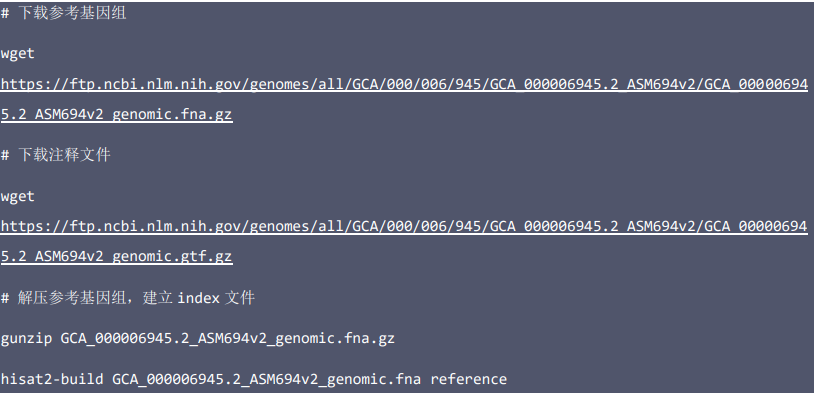 # 下载参考基因组
wget
https://ftp.ncbi.nlm.nih.gov/genomes/all/GCA/000/006/945/GCA_000006945.2_ASM694v2/GCA_00000694
5.2_ASM694v2_genomic.fna.gz
# 下载注释文件
wget
https://ftp.ncbi.nlm.nih.gov/genomes/all/GCA/000/006/945/GCA_000006945.2_ASM694v2/GCA_00000694
5.2_ASM694v2_genomic.gtf.gz
# 解压参考基因组，建立 index 文件
gunzip GCA_000006945.2_ASM694v2_genomic.fna.gz
hisat2-build GCA_000006945.2_ASM694v2_genomic.fna reference